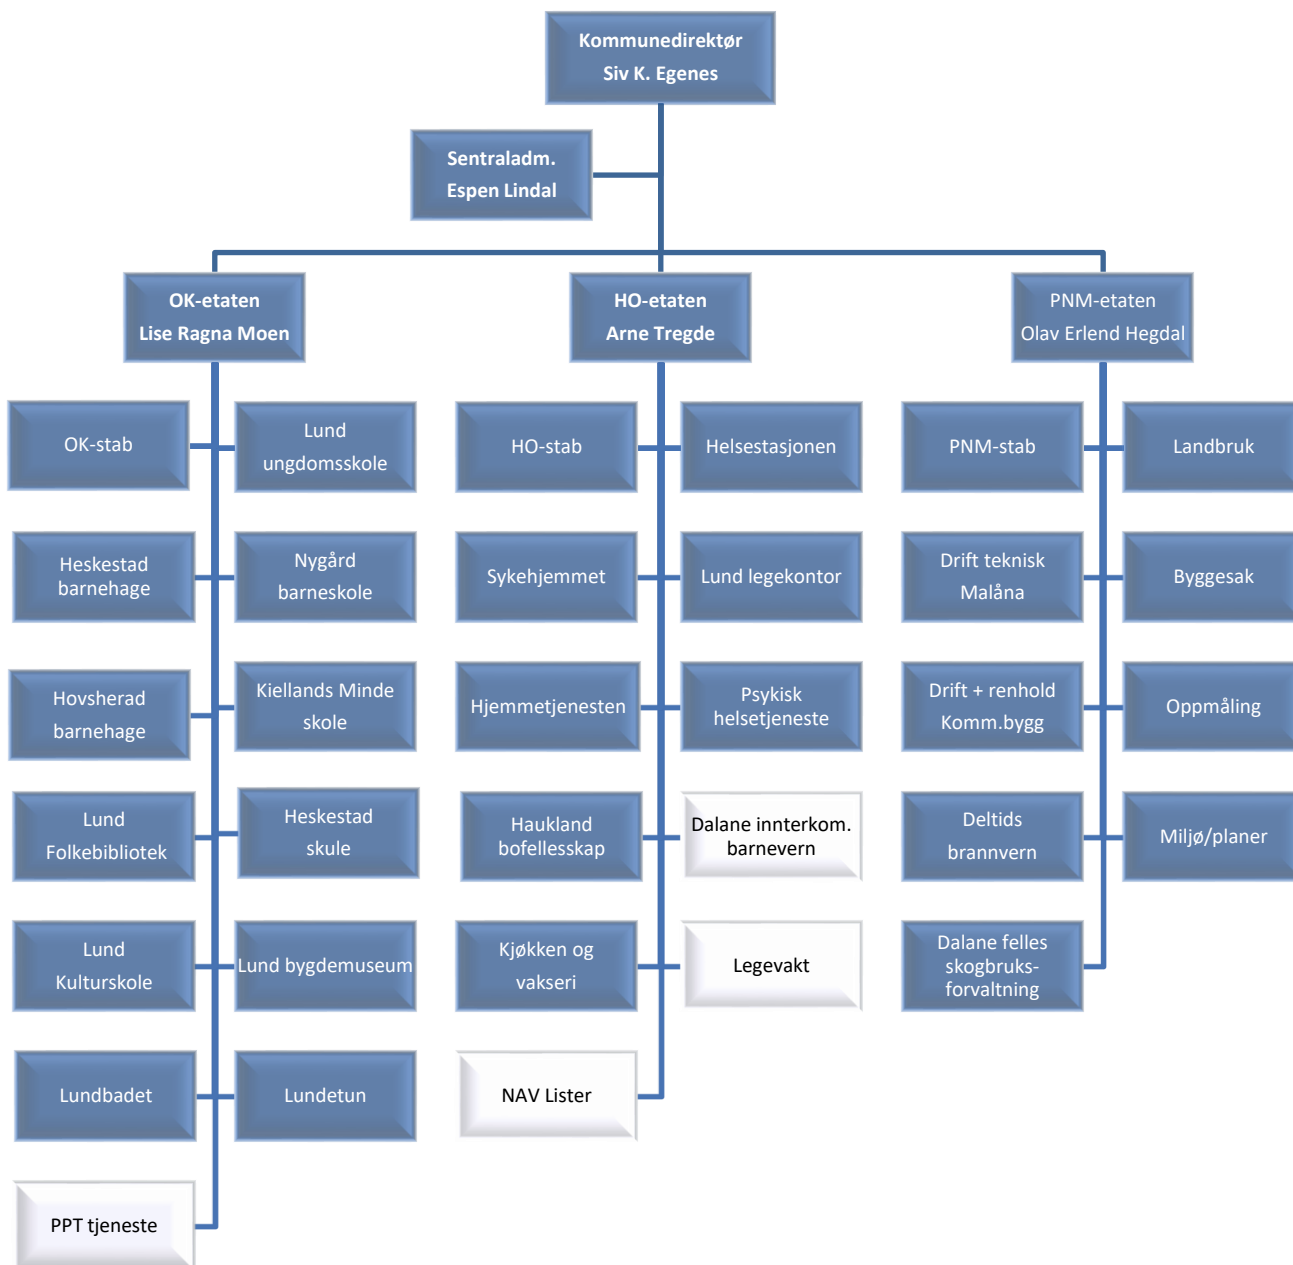 Kommunedirektør
Siv K. Egenes
Sentraladm.
Espen Lindal
OK-etaten
Lise Ragna Moen
HO-etaten
Arne Tregde
PNM-etaten
Olav Erlend Hegdal
OK-stab
Lund
ungdomsskole
Heskestad
barnehage
Nygård
barneskole
Hovsherad
barnehage
Kiellands Minde
skole
Lund
Folkebibliotek
Heskestad
skule
Lund
Kulturskole
Lund bygdemuseum
Lundbadet
Lundetun
PPT tjeneste
HO-stab
Helsestasjonen
Sykehjemmet
Lund legekontor
Hjemmetjenesten
Psykisk
helsetjeneste
Haukland
bofellesskap
Dalane innterkom.
barnevern
Kjøkken og
vakseri
Legevakt
NAV Lister
PNM-stab
Landbruk
Drift teknisk
Malåna
Byggesak
Drift + renhold
Komm.bygg
Oppmåling
Deltids
brannvern
Miljø/planer
Dalane felles
skogbruks-
forvaltning